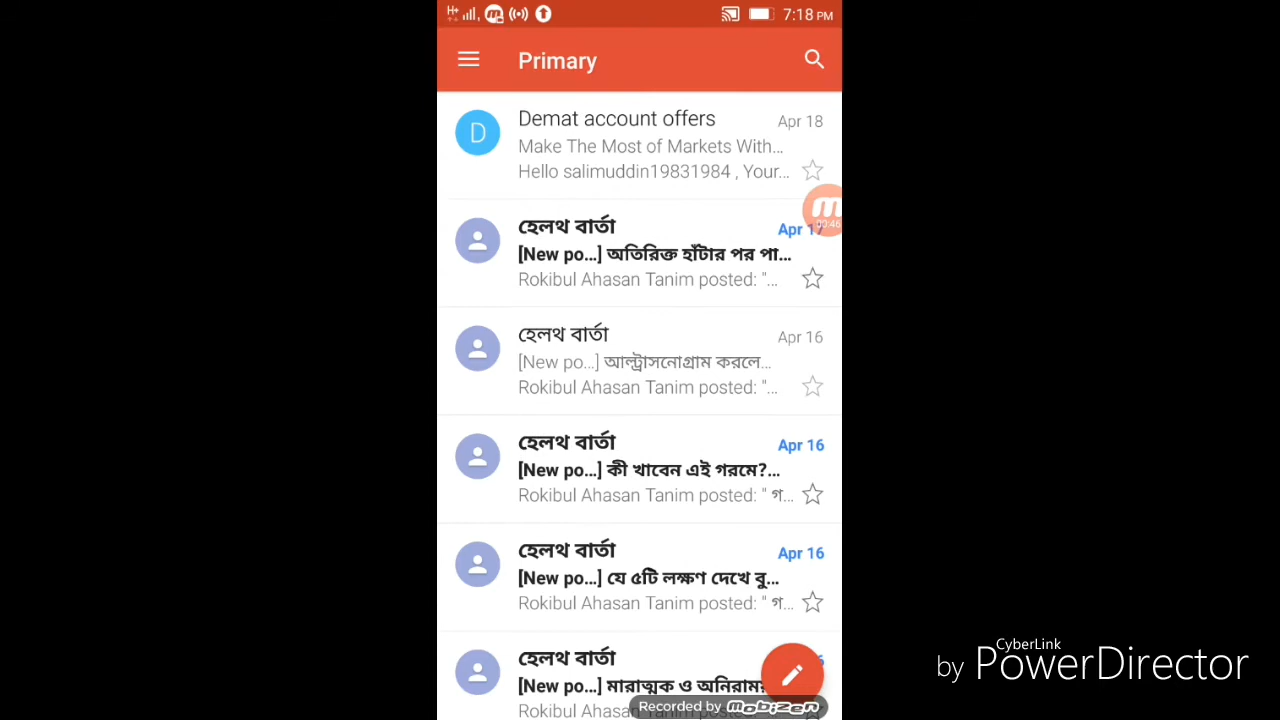 H+ 7:18 PM
Primary
D
Demat account offers Apr 18
Make The Most of Markets With...
Hello salimuddin19831984 , Your...
হেলথ বার্তা Apr 17
00:46
[New po...] অতিরিক্ত হাঁটার পর পা...
Rokibul Ahasan Tanim posted: "...
হেলথ বার্তা Apr 16
[New po...] আল্ট্রাসনোগ্রাম করলে...
Rokibul Ahasan Tanim posted: "...
হেলথ বার্তা Apr 16
[New po...] কী খাবেন এই গরমে?...
Rokibul Ahasan Tanim posted: " গ...
হেলথ বার্তা Apr 16
[New po...] যে ৫টি লক্ষণ দেখে বু...
Rokibul Ahasan Tanim posted: " গ...
হেলথ বার্তা
[New po...] মারাত্মক ও
Rokibul Ahasan Tanim
Recorded by mobizen
CyberLink
by PowerDirector